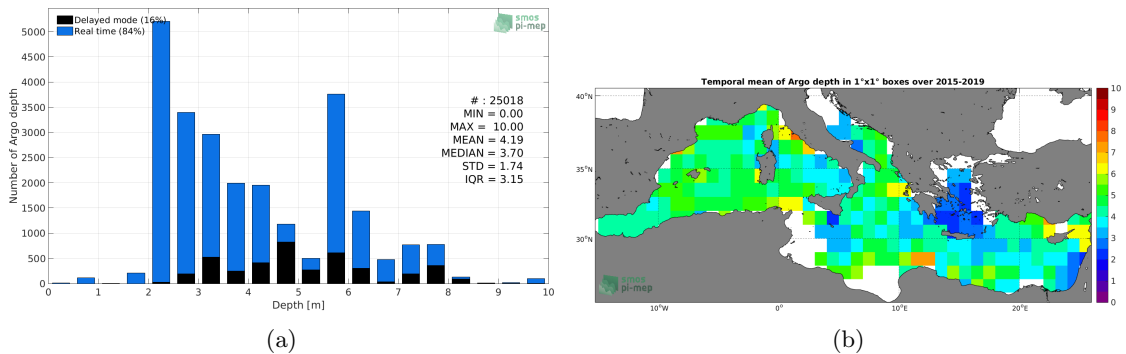 Delayed mode (16%)
Real time (84%)
smos
pi-mep
Number of Argo depth
5000
4500
4000
3500
3000
2500
2000
1500
1000
500
0
# : 25018
MIN = 0.00
MAX = 10.00
MEAN = 4.19
MEDIAN = 3.70
STD = 1.74
IQR = 3.15
0 1 2 3 4 5 6 7 8 9 10
Depth [m]
(a)
Temporal mean of Argo depth in 1°x1° boxes over 2015-2019
40°N
35°N
30°N
10°W
0°E
10°E
20°E
smos
pi-mep
10
9
8
7
6
5
4
3
2
1
0
(b)